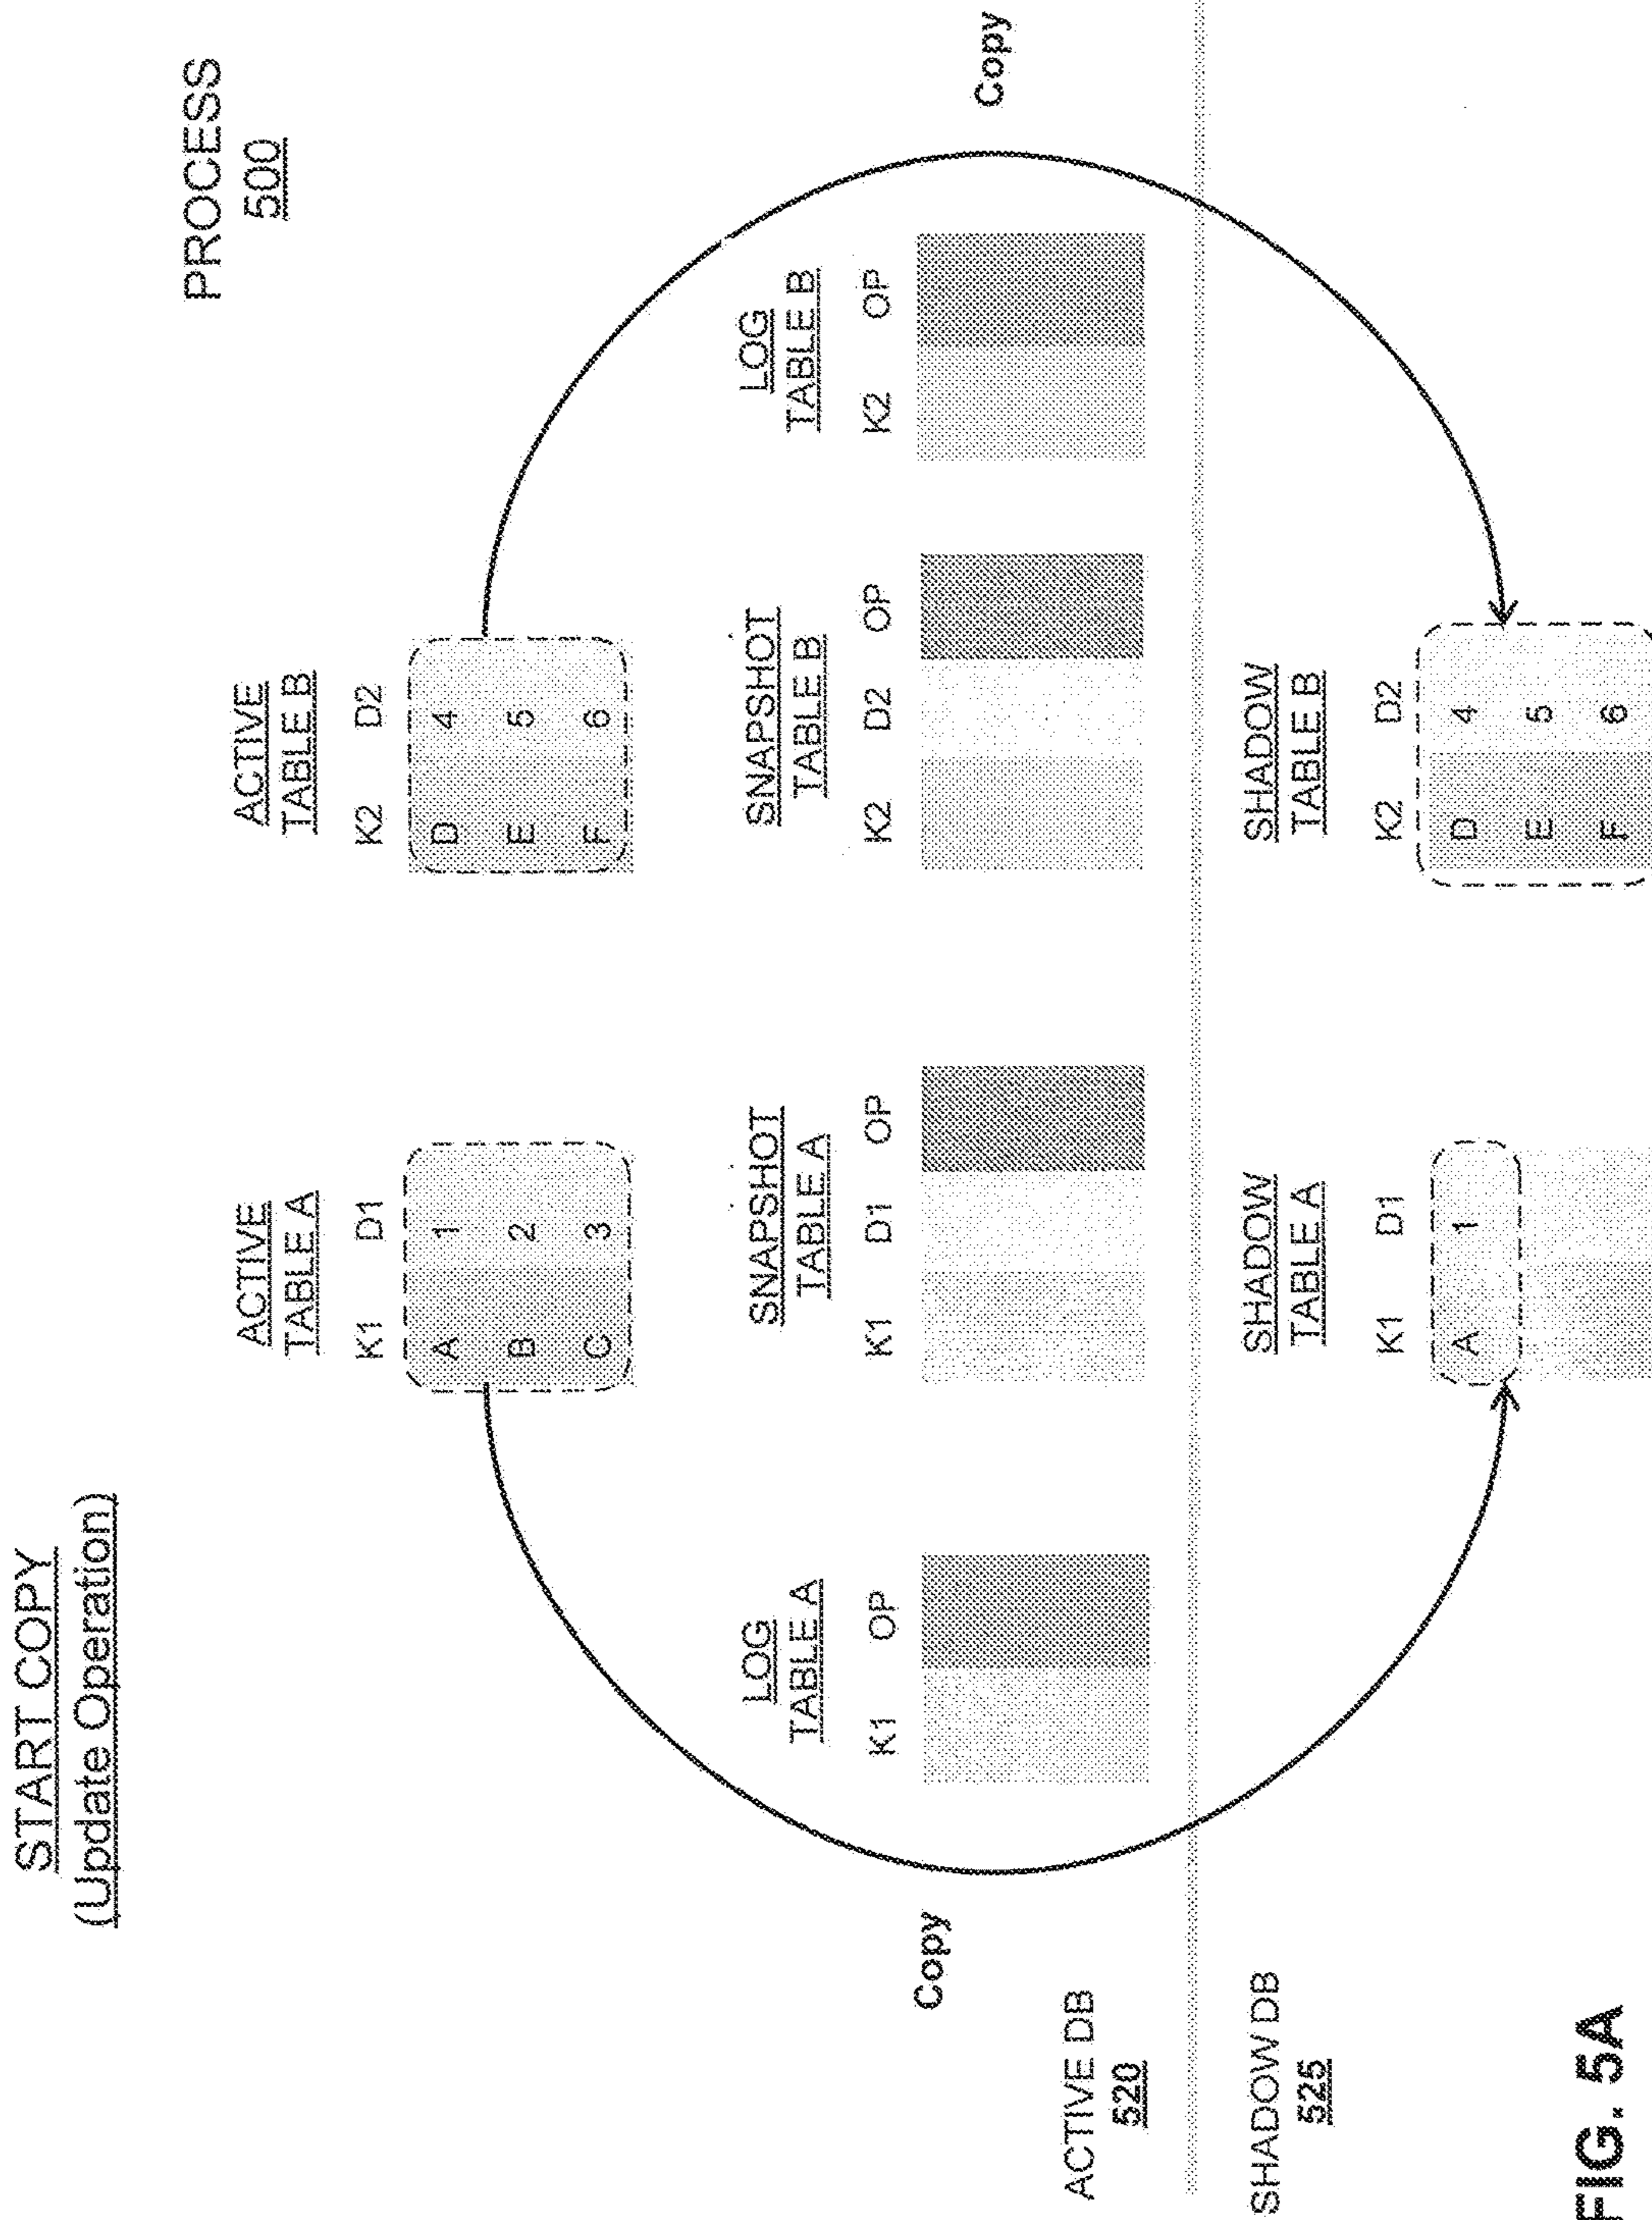 START COPY
(Update Operation)
PROCESS
500
ACTIVE
TABLE A
K1 D1
A 1
B 2
C 3
ACTIVE
TABLE B
K2 D2
D 4
E 5
F 6
LOG
TABLE A
K1 OP
SNAPSHOT
TABLE A
K1 D1 OP
SNAPSHOT
TABLE B
K2 D2 OP
LOG
TABLE B
K2 OP
Copy
Copy
ACTIVE DB
520
SHADOW DB
525
SHADOW
TABLE A
K1 D1
A 1
SHADOW
TABLE B
K2 D2
D 4
E 5
F 6
FIG. 5A